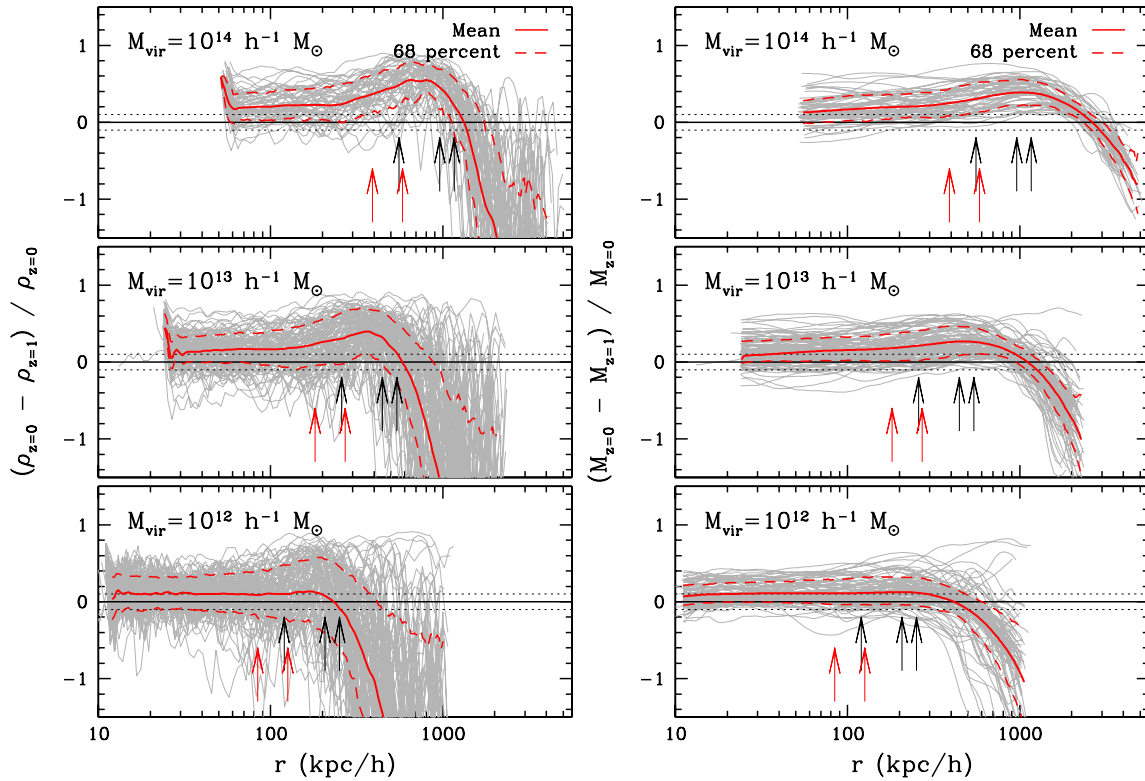 Mean
68 percent
M_vir=10^14 h^-1 M_⊙
1
0
-1
Mean
68 percent
M_vir=10^14 h^-1 M_⊙
1
0
-1
(ρ_z=0 − ρ_z=1) / ρ_z=0
M_vir=10^13 h^-1 M_⊙
1
0
-1
(M_z=0 − M_z=1) / M_z=0
M_vir=10^13 h^-1 M_⊙
1
0
-1
M_vir=10^12 h^-1 M_⊙
1
0
-1
10 100 1000
r (kpc/h)
M_vir=10^12 h^-1 M_⊙
1
0
-1
10 100 1000
r (kpc/h)